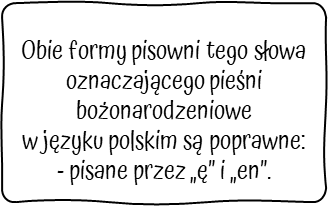 Obie formy pisowni tego słowa
oznaczającego pieśni
bożonarodzeniowe
w języku polskim są poprawne:
- pisane przez „ę” i „en”.